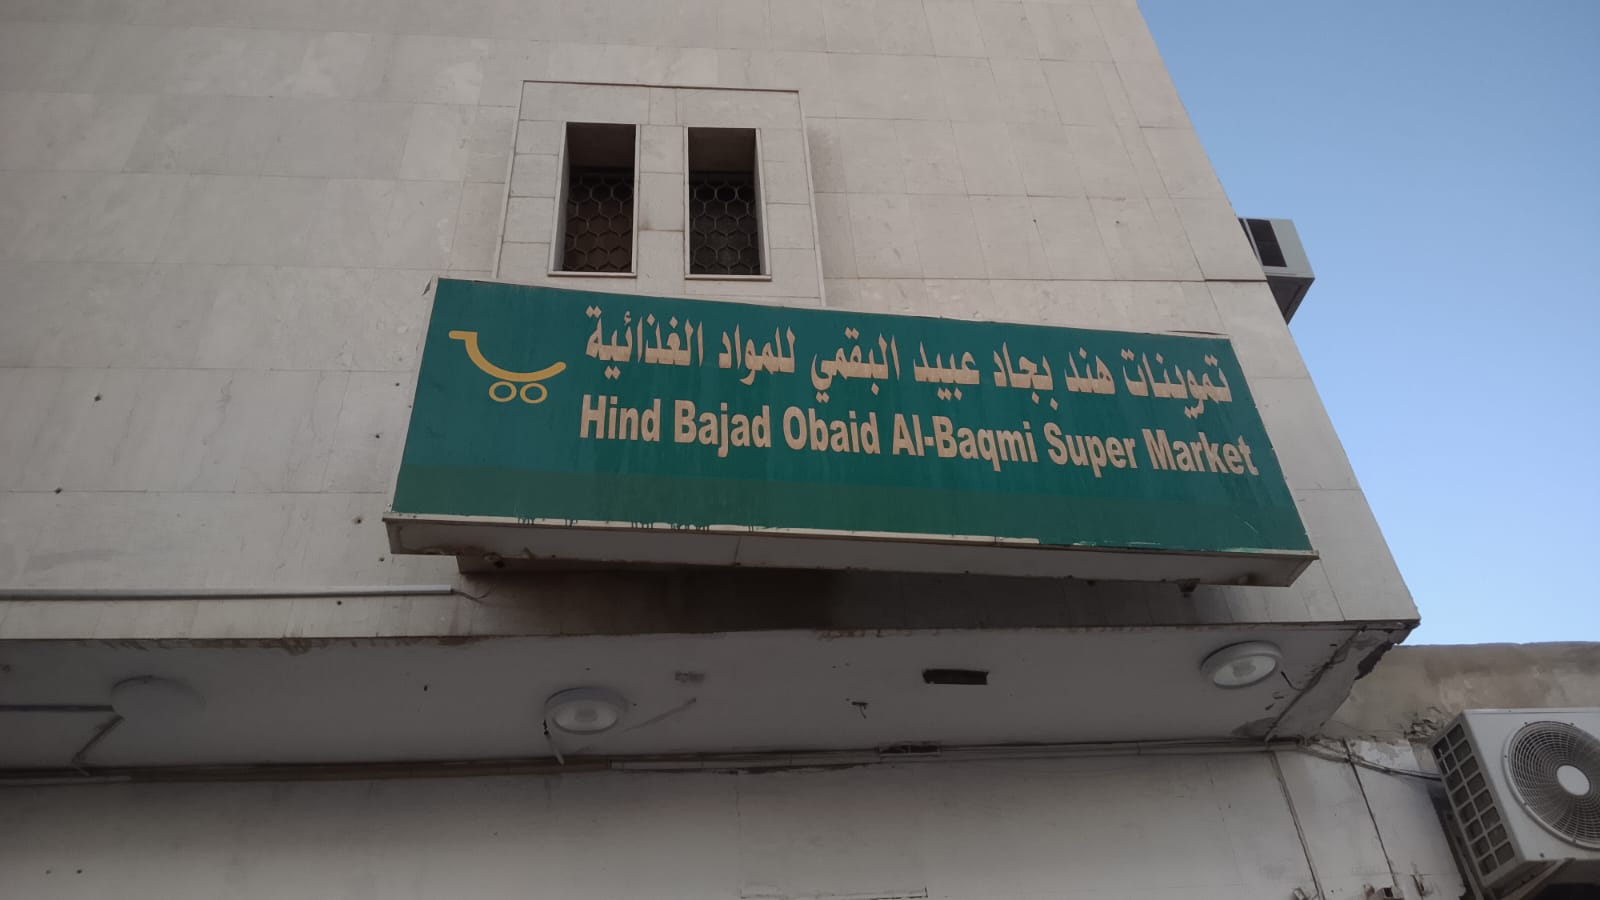 تموينات هند بجاد عبيد البقمي للمواد الغذائية
Hind Bajad Obaid Al-Baqmi Super Market